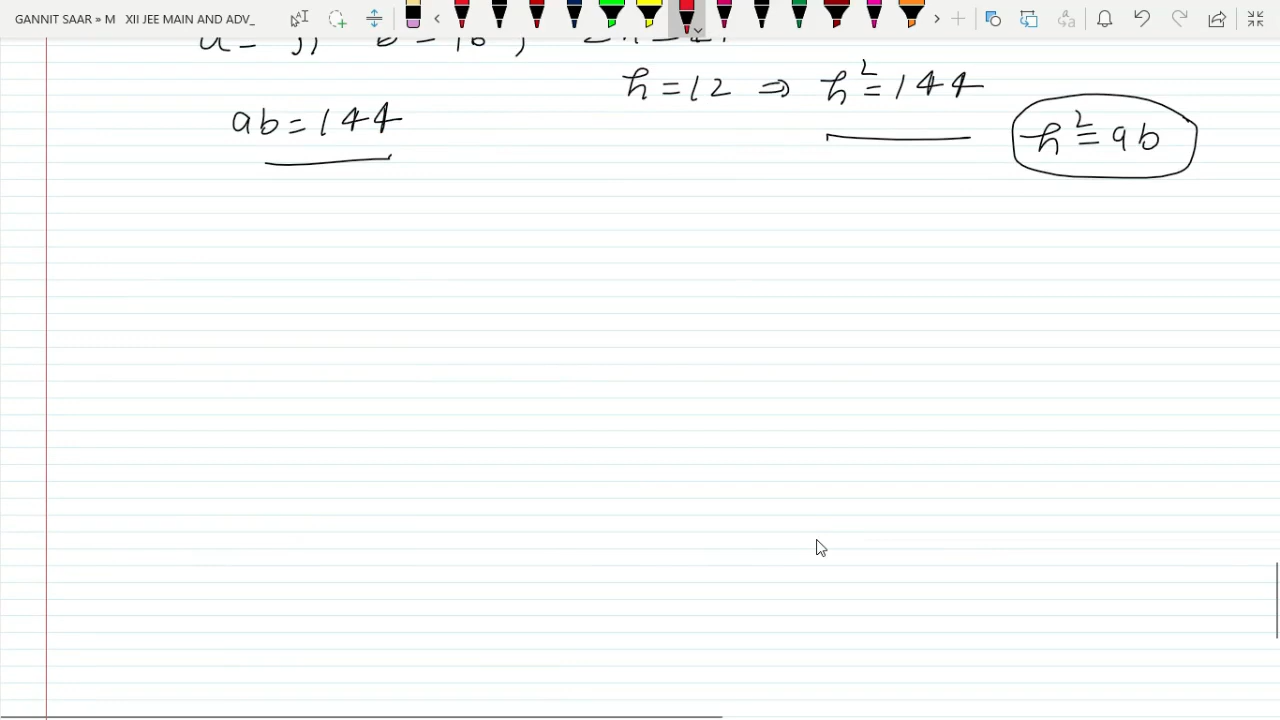 GANNIT SAAR » M XII JEE MAIN AND ADV_
h = 12 ⇒ h² = 144
ab = 144
h² = ab